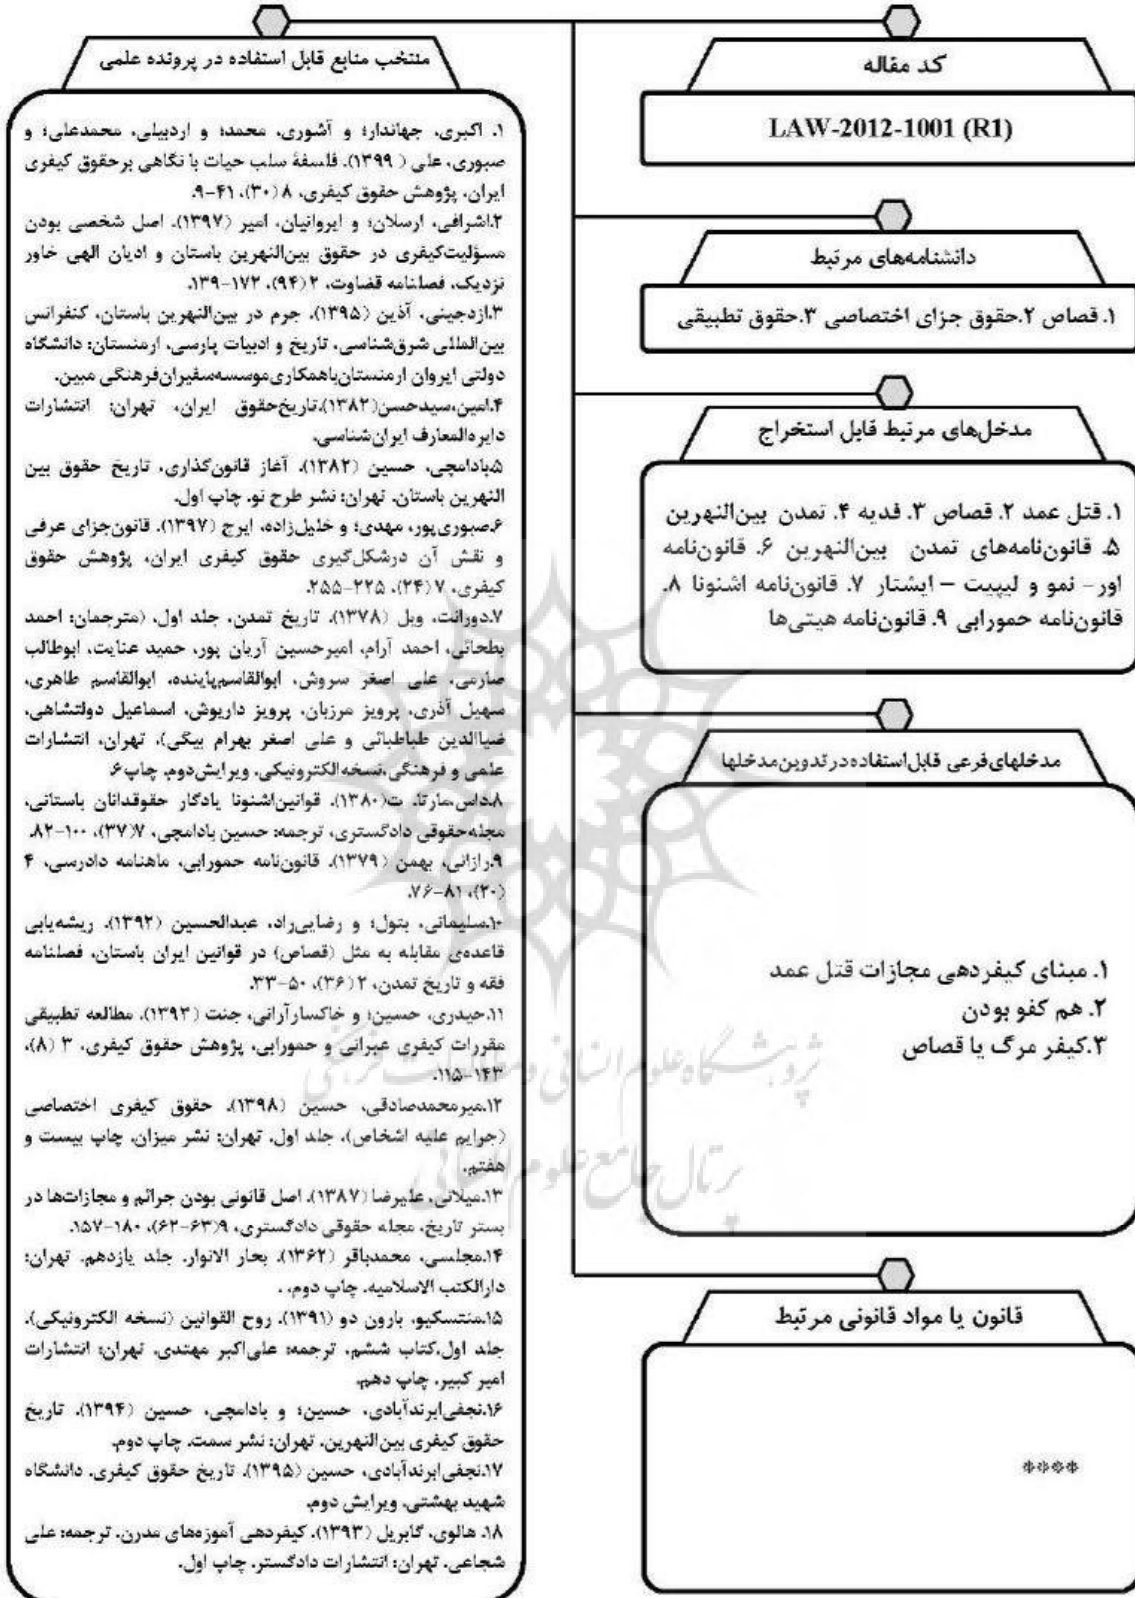 کد مقاله
LAW-2012-1001 (R1)
دانشنامه‌های مرتبط
۱. قصاص ۲.حقوق جزای اختصاصی ۳.حقوق تطبیقی
مدخل‌های مرتبط قابل استخراج
۱. قتل عمد ۲. قصاص ۳. فدیه ۴. تمدن بین‌النهرین
۵. قانون‌نامه‌های تمدن بین‌النهرین ۶. قانون‌نامه
اور- نمو و لیپیت – ایشتار ۷. قانون‌نامه اشنونا ۸.
قانون‌نامه حمورابی ۹. قانون‌نامه هیتی‌ها
مدخلهای‌فرعی قابل‌استفاده‌در‌تدوین‌مدخلها
۱. مبنای کیفردهی مجازات قتل عمد
۲. هم کفو بودن
۳.کیفر مرگ یا قصاص
قانون یا مواد قانونی مرتبط
****
منتخب منابع قابل استفاده در پرونده علمی
۱. اکبری، جهاندار؛ و آشوری، محمد؛ و اردبیلی، محمدعلی؛ و
صبوری، علی ( ۱۳۹۹). فلسفۀ سلب حیات با نگاهی برحقوق کیفری
ایران. پژوهش حقوق کیفری، ۸ (۳۰)، ۴۱-۹.
۲.اشرافی، ارسلان؛ و ایروانیان، امیر (۱۳۹۷). اصل شخصی بودن
مسؤلیت‌کیفری در حقوق بین‌النهرین باستان و ادیان الهی خاور
نزدیک، فصلنامه قضاوت، ۲ (۹۴)، ۱۷۲-۱۳۹.
۳.ازدجینی، آذین (۱۳۹۵). جرم در بین‌النهرین باستان، کنفرانس
بین‌المللی شرق‌شناسی، تاریخ و ادبیات پارسی، ارمنستان: دانشگاه
دولتی ایروان ارمنستان‌باهمکاری‌موسسه‌سفیران‌فرهنگی مبین.
۴.امین،سیدحسن(۱۳۸۲).تاریخ‌حقوق ایران، تهران: انتشارات
دایره‌المعارف ایران‌شناسی.
۵.بادامچی، حسین (۱۳۸۲). آغاز قانون‌گذاری، تاریخ حقوق بین
النهرین باستان. تهران: نشر طرح نو. چاپ اول.
۶.صبوری‌پور، مهدی؛ و خلیل‌زاده، ایرج (۱۳۹۷). قانون‌جزای عرفی
و نقش آن درشکل‌گیری حقوق کیفری ایران، پژوهش حقوق
کیفری، ۷ (۲۴)، ۲۲۵-۲۵۵.
۷.دورانت، ویل (۱۳۷۸). تاریخ تمدن، جلد اول، (مترجمان: احمد
بطحائی، احمد آرام، امیرحسین آریان پور، حمید عنایت، ابوطالب
صارمی، علی اصغر سروش، ابوالقاسم‌پاینده، ابوالقاسم طاهری،
سهیل آذری، پرویز مرزبان، پرویز داریوش، اسماعیل دولتشاهی،
ضیاالدین طباطبائی و علی اصغر بهرام بیگی)، تهران، انتشارات
علمی و فرهنگی،نسخه‌الکترونیکی. ویرایش‌دوم. چاپ۶.
۸.داس،مارتا. ت(۱۳۸۰). قوانین‌اشنونا یادگار حقوقدانان باستانی،
مجله‌حقوقی دادگستری، ترجمه: حسین بادامچی، ۷(۳۷)، ۱۰۰-۸۲.
۹.رازانی، بهمن (۱۳۷۹). قانون‌نامه حمورابی، ماهنامه دادرسی، ۴
(۲۰)، ۸۱-۷۶.
۱۰.سلیمانی، بتول؛ و رضایی‌راد، عبدالحسین (۱۳۹۲). ریشه‌یابی
قاعده‌ی مقابله به مثل (قصاص) در قوانین ایران باستان، فصلنامه
فقه و تاریخ تمدن، ۲ (۳۶)، ۵۰-۳۳.
۱۱.حیدری، حسین؛ و خاکسارآرانی، جنت (۱۳۹۳). مطالعه تطبیقی
مقررات کیفری عبرانی و حمورابی، پژوهش حقوق کیفری، ۳ (۸)،
۱۴۳-۱۱۵.
۱۲.میرمحمدصادقی، حسین (۱۳۹۸). حقوق کیفری اختصاصی
(جرایم علیه اشخاص)، جلد اول. تهران: نشر میزان. چاپ بیست و
هفتم.
۱۳.میلانی، علیرضا (۱۳۸۷). اصل قانونی بودن جرائم و مجازات‌ها در
بستر تاریخ، مجله حقوقی دادگستری، ۹(۶۳-۶۲)، ۱۸۰-۱۵۷.
۱۴.مجلسی، محمدباقر (۱۳۶۲). بحار الانوار. جلد یازدهم. تهران:
دارالکتب الاسلامیه. چاپ دوم، .
۱۵.منتسکیو، بارون دو (۱۳۹۱). روح القوانین (نسخه الکترونیکی).
جلد اول.کتاب ششم. ترجمه: علی‌اکبر مهتدی. تهران: انتشارات
امیر کبیر. چاپ دهم.
۱۶.نجفی‌ابرندآبادی، حسین؛ و بادامچی، حسین (۱۳۹۴). تاریخ
حقوق کیفری بین‌النهرین. تهران: نشر سمت. چاپ دوم.
۱۷.نجفی‌ابرندآبادی، حسین (۱۳۹۵). تاریخ حقوق کیفری. دانشگاه
شهید بهشتی. ویرایش دوم.
۱۸. هالوی، گابریل (۱۳۹۳). کیفردهی آموزه‌های مدرن. ترجمه: علی
شجاعی. تهران: انتشارات دادگستر. چاپ اول.
پژوهشگاه علوم انسانی و مطالعات فرهنگی
پرتال جامع علوم انسانی